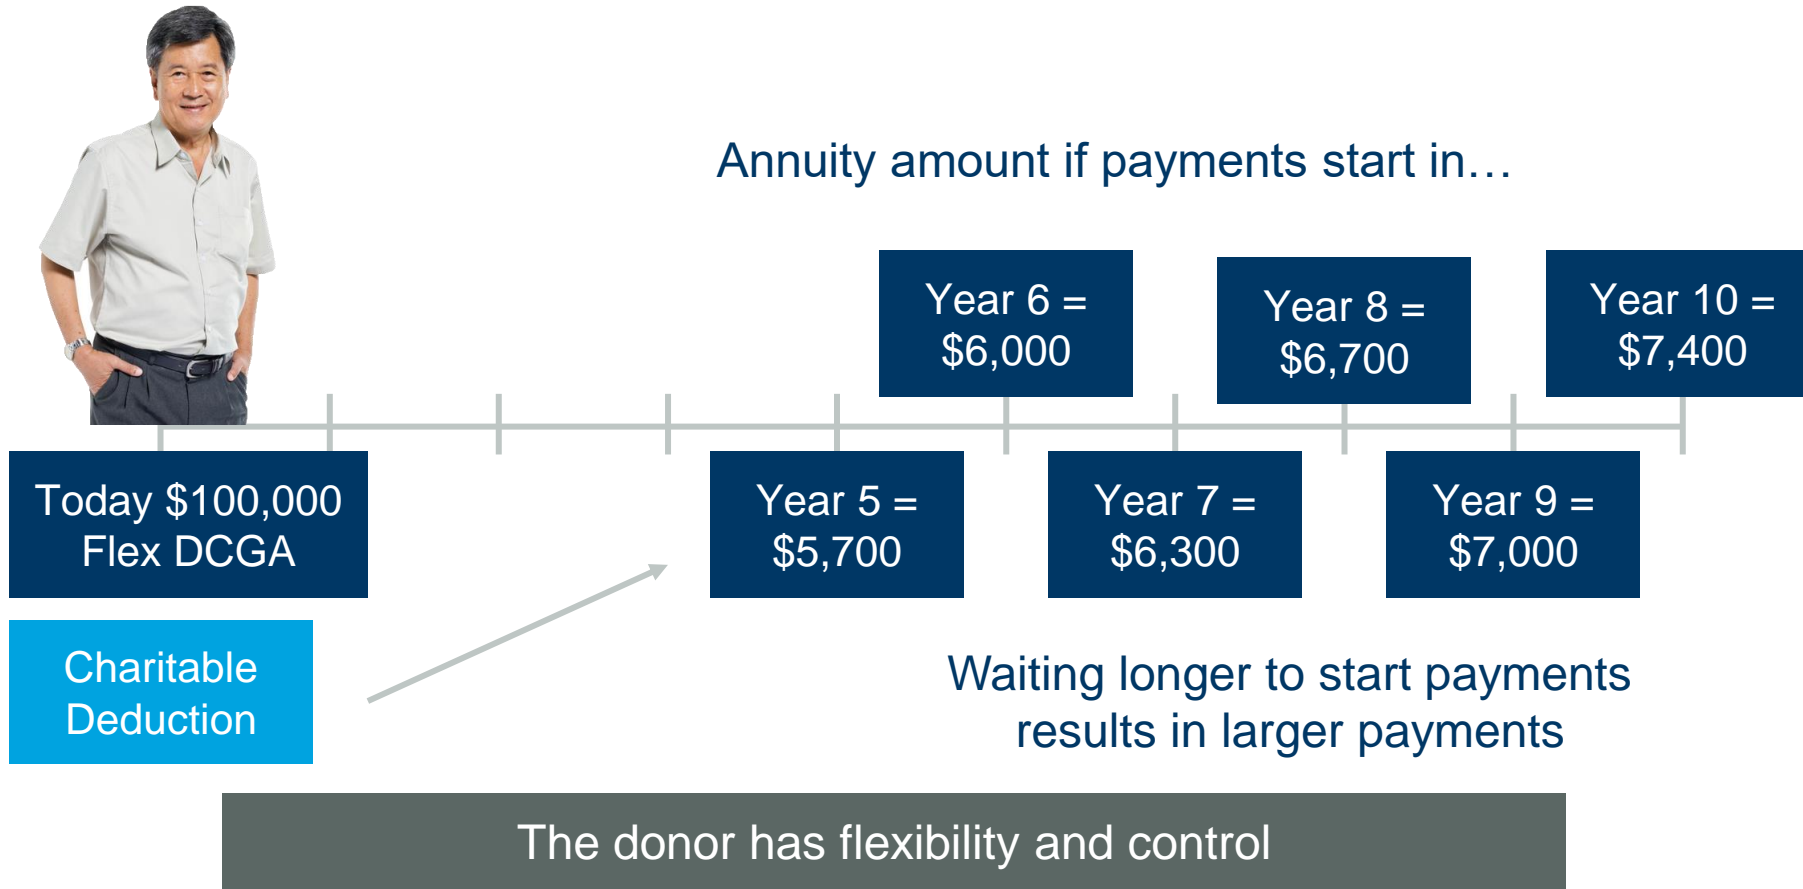 Annuity amount if payments start in…
Year 6 =
$6,000
Year 8 =
$6,700
Year 10 =
$7,400
Today $100,000
Flex DCGA
Year 5 =
$5,700
Year 7 =
$6,300
Year 9 =
$7,000
Charitable
Deduction
Waiting longer to start payments
results in larger payments
The donor has flexibility and control